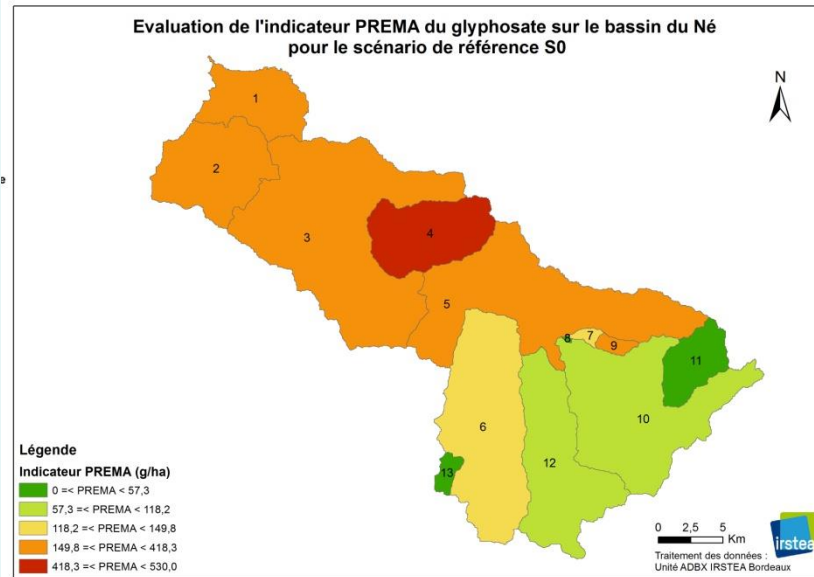 Evaluation de l'indicateur PREMA du glyphosate sur le bassin du Né
pour le scénario de référence S0
N
1
2
3
4
5
6
7
8
9
10
11
12
13
e
Légende
Indicateur PREMA (g/ha)
0 =< PREMA < 57,3
57,3 =< PREMA < 118,2
118,2 =< PREMA < 149,8
149,8 =< PREMA < 418,3
418,3 =< PREMA < 530,0
0 2,5 5
Km
Traitement des données :
Unité ADBX IRSTEA Bordeaux
irstea